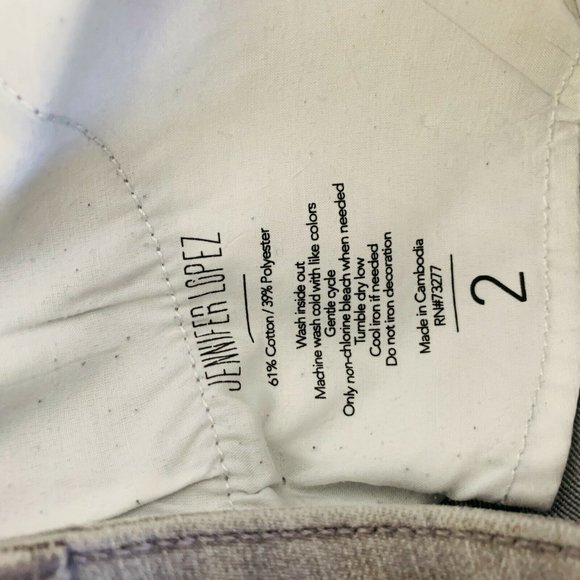 JENNIFER LOPEZ
61% Cotton / 39% Polyester
Wash inside out
Machine wash cold with like colors
Gentle cycle
Only non-chlorine bleach when needed
Tumble dry low
Cool iron if needed
Do not iron decoration
Made in Cambodia
RN#73277
2